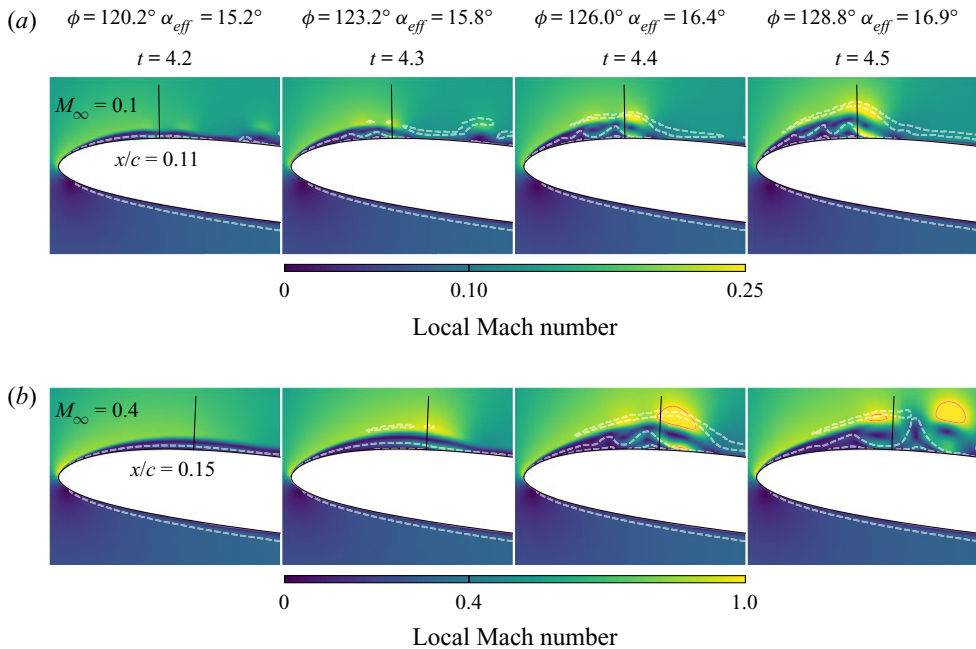 (a) ϕ = 120.2° α_eff = 15.2° ϕ = 123.2° α_eff = 15.8° ϕ = 126.0° α_eff = 16.4° ϕ = 128.8° α_eff = 16.9°
t = 4.2 t = 4.3 t = 4.4 t = 4.5
M_∞ = 0.1
x/c = 0.11
0 0.10 0.25
Local Mach number
(b)
M_∞ = 0.4
x/c = 0.15
0 0.4 1.0
Local Mach number